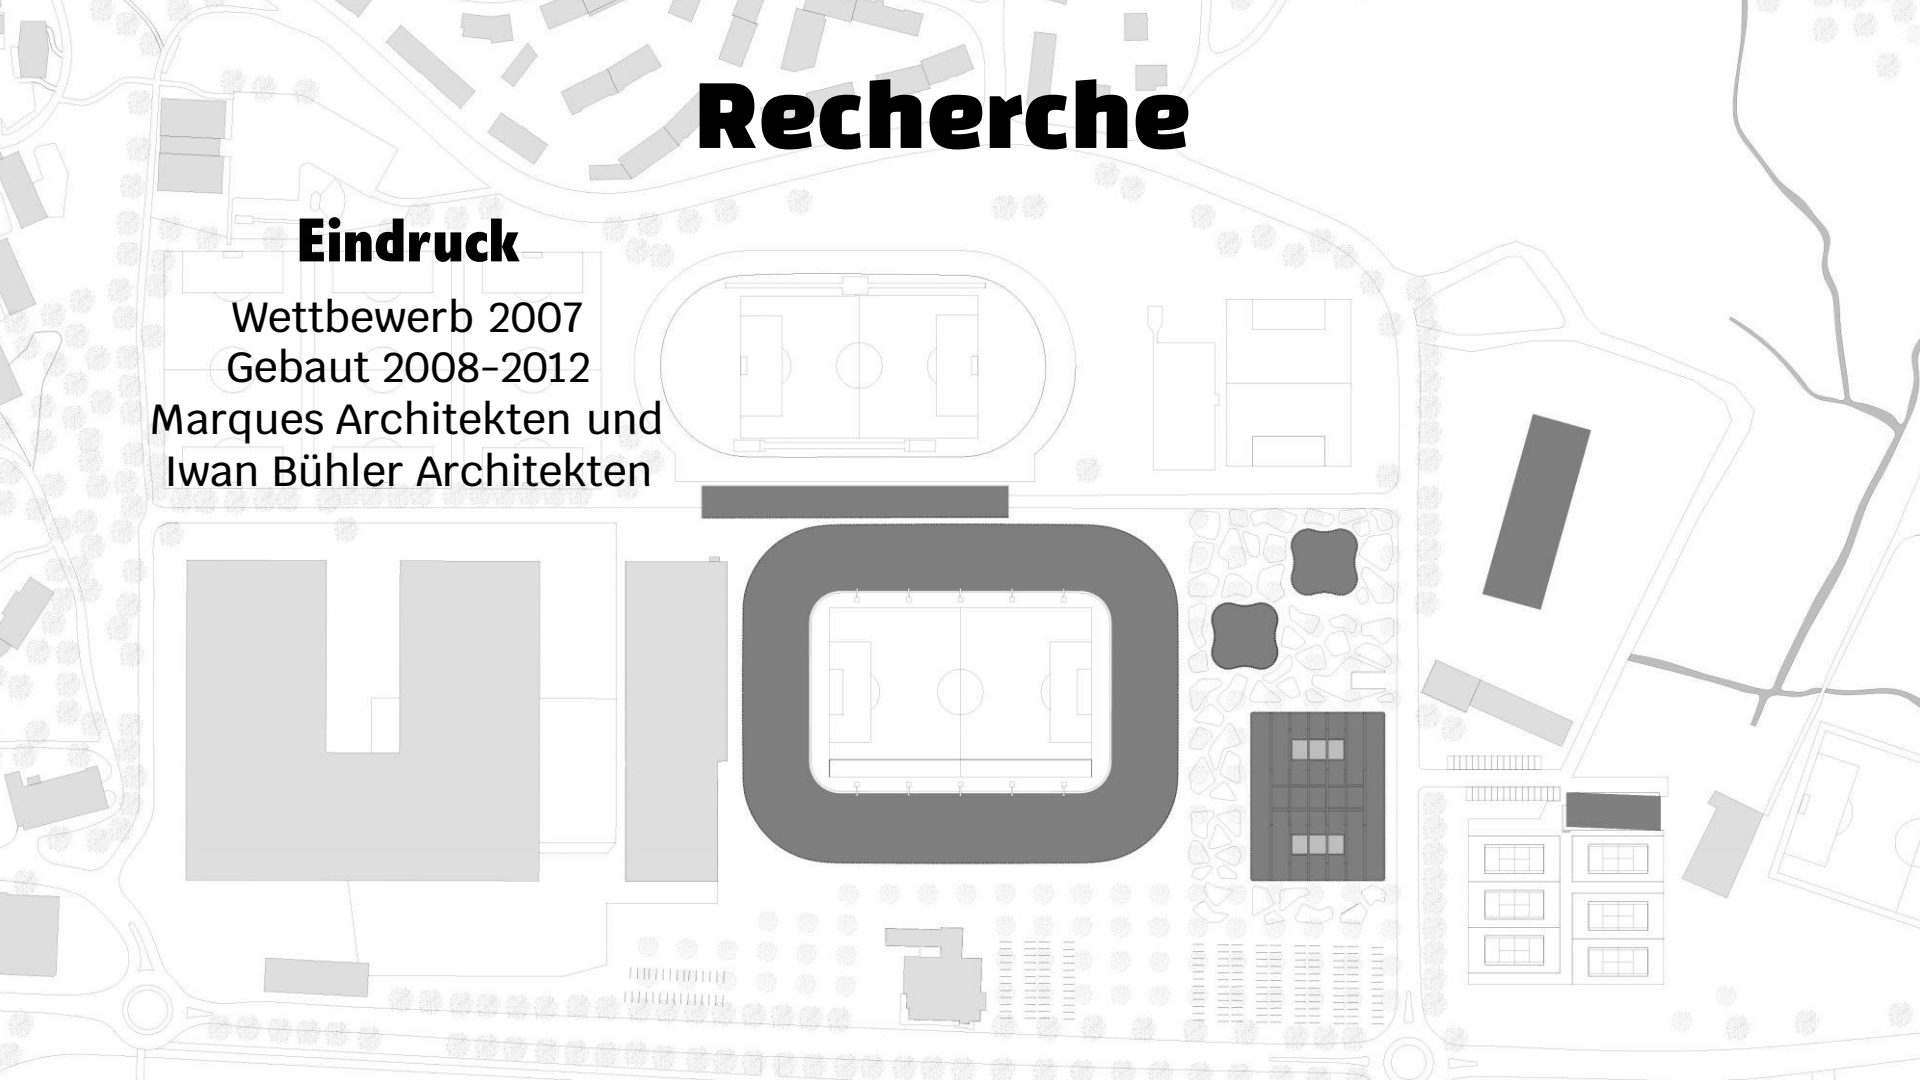 Recherche
Eindruck
Wettbewerb 2007
Gebaut 2008-2012
Marques Architekten und
Iwan Bühler Architekten